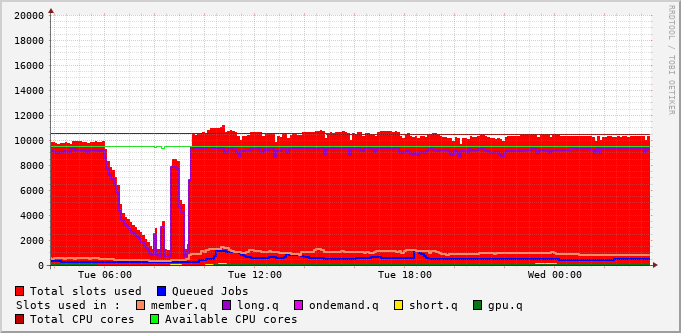 20000
18000
16000
14000
12000
10000
8000
6000
4000
2000
0
Tue 06:00 Tue 12:00 Tue 18:00 Wed 00:00
RRDTOOL / TOBI OETIKER
Total slots used Queued Jobs
Slots used in : member.q long.q ondemand.q short.q gpu.q
Total CPU cores Available CPU cores